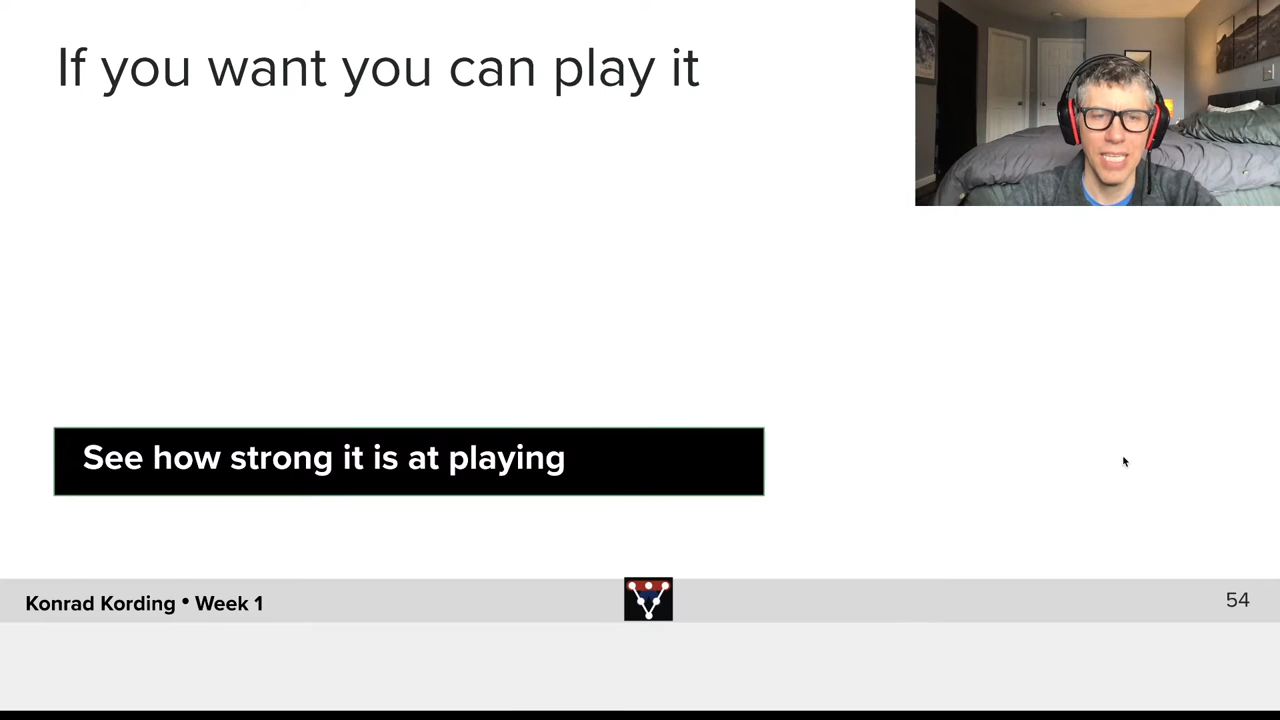 If you want you can play it
See how strong it is at playing
Konrad Kording • Week 1
54